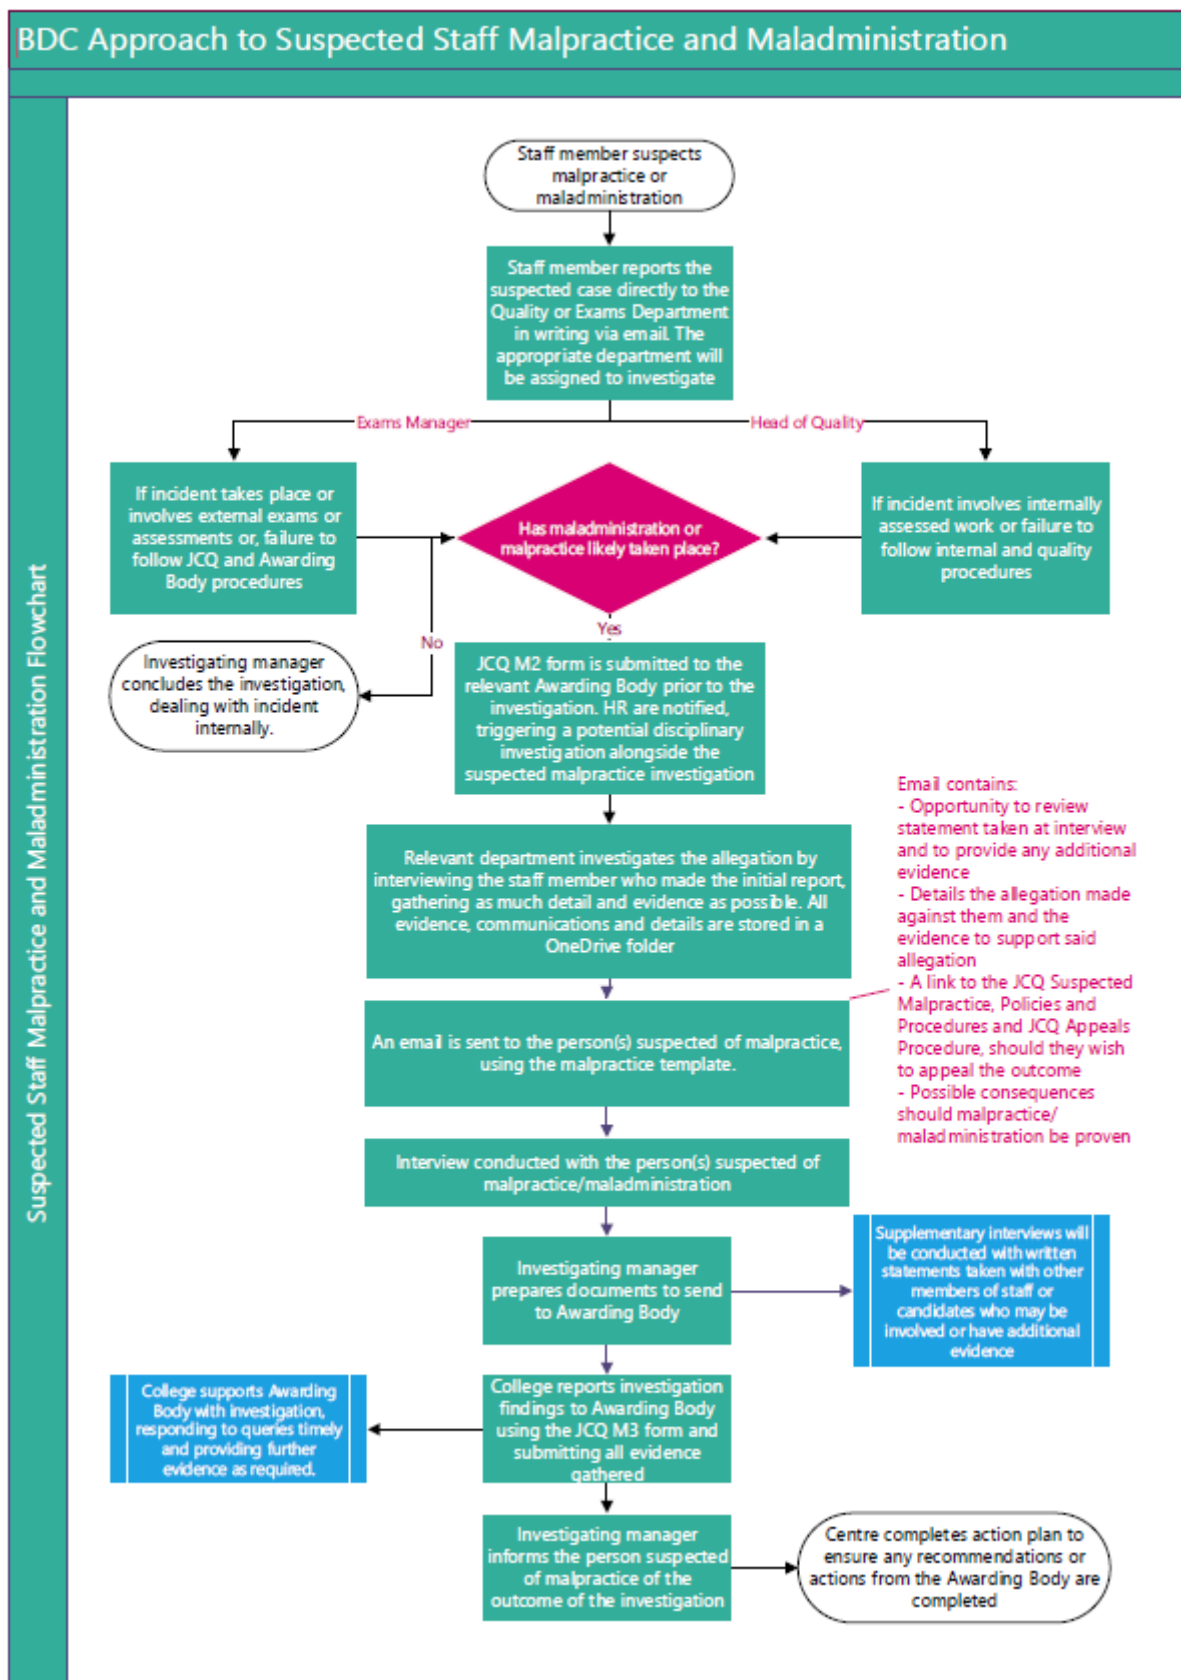 BDC Approach to Suspected Staff Malpractice and Maladministration
Suspected Staff Malpractice and Maladministration Flowchart
Staff member suspects
malpractice or
maladministration
Staff member reports the
suspected case directly to the
Quality or Exams Department
in writing via email. The
appropriate department will
be assigned to investigate
Exams Manager
Head of Quality
If incident takes place or
involves external exams or
assessments or, failure to
follow JCQ and Awarding
Body procedures
Has maladministration or
malpractice likely taken place?
If incident involves internally
assessed work or failure to
follow internal and quality
procedures
No
Yes
Investigating manager
concludes the investigation,
dealing with incident
internally.
JCQ M2 form is submitted to the
relevant Awarding Body prior to the
investigation. HR are notified,
triggering a potential disciplinary
investigation alongside the
suspected malpractice investigation
Relevant department investigates the allegation by
interviewing the staff member who made the initial report,
gathering as much detail and evidence as possible. All
evidence, communications and details are stored in a
OneDrive folder
Email contains:
- Opportunity to review
statement taken at interview
and to provide any additional
evidence
- Details the allegation made
against them and the
evidence to support said
allegation
- A link to the JCQ Suspected
Malpractice, Policies and
Procedures and JCQ Appeals
Procedure, should they wish
to appeal the outcome
- Possible consequences
should malpractice/
maladministration be proven
An email is sent to the person(s) suspected of malpractice,
using the malpractice template.
Interview conducted with the person(s) suspected of
malpractice/maladministration
Investigating manager
prepares documents to send
to Awarding Body
Supplementary interviews will
be conducted with written
statements taken with other
members of staff or
candidates who may be
involved or have additional
evidence
College supports Awarding
Body with investigation,
responding to queries timely
and providing further
evidence as required.
College reports investigation
findings to Awarding Body
using the JCQ M3 form and
submitting all evidence
gathered
Investigating manager
informs the person suspected
of malpractice of the
outcome of the investigation
Centre completes action plan to
ensure any recommendations or
actions from the Awarding Body are
completed